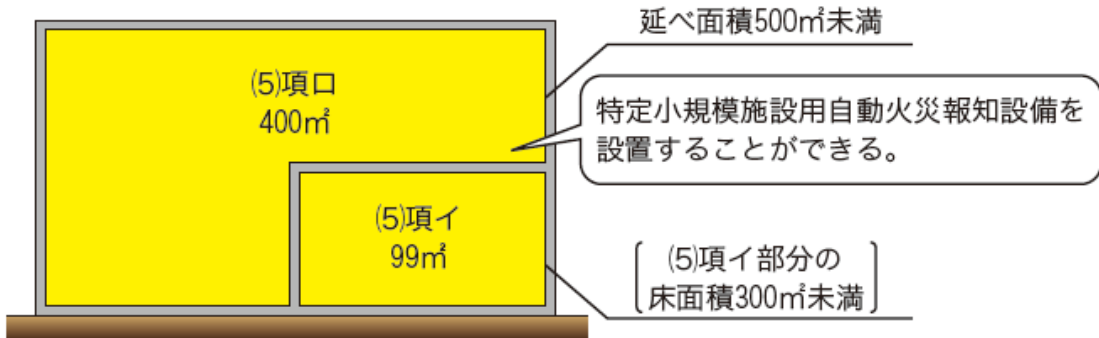 延べ面積500㎡未満
⑸項ロ
400㎡
特定小規模施設用自動火災報知設備を
設置することができる。
⑸項イ
99㎡
⑸項イ部分の
床面積300㎡未満